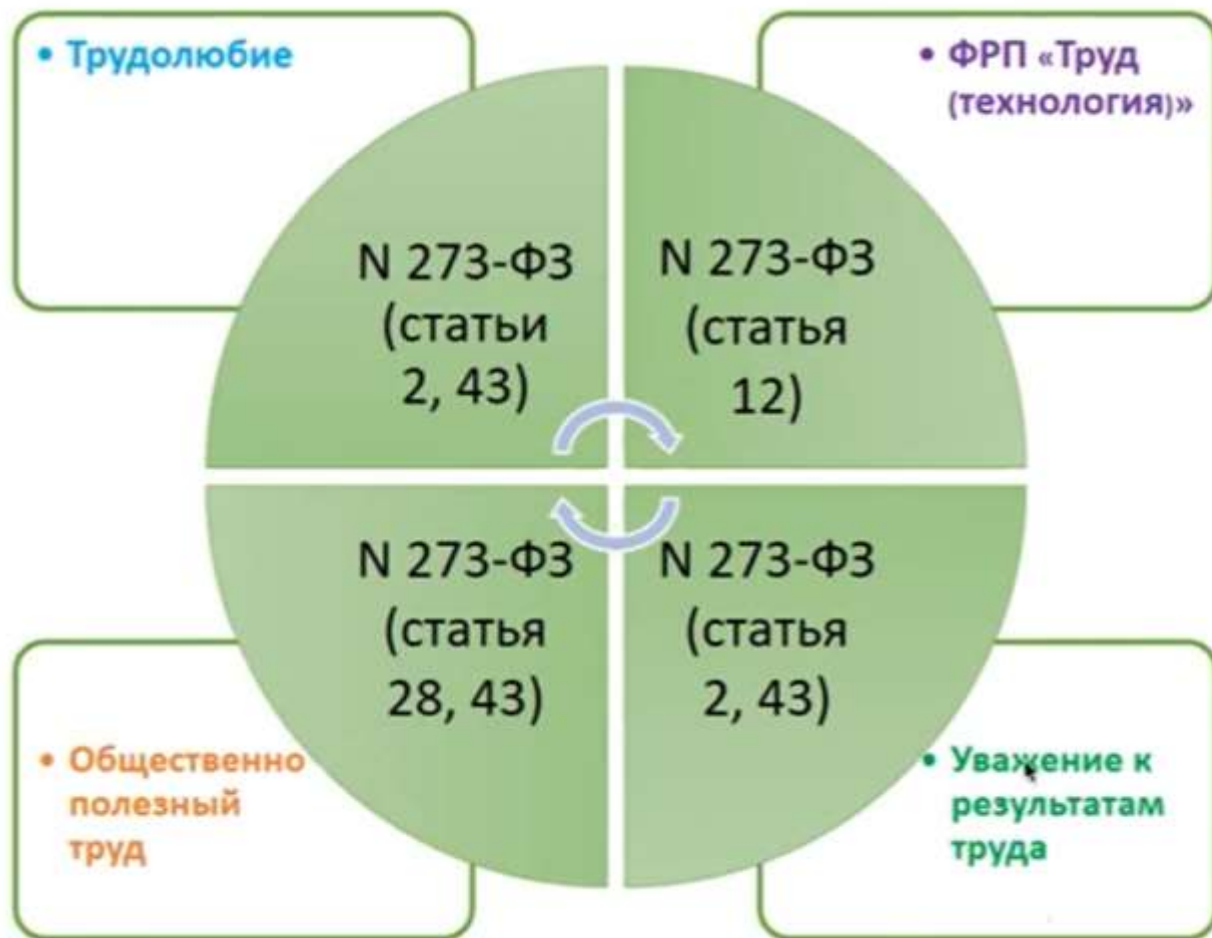 • Трудолюбие
• ФРП «Труд
(технология)»
N 273-ФЗ
(статьи
2, 43)
N 273-ФЗ
(статья
12)
N 273-ФЗ
(статья
28, 43)
N 273-ФЗ
(статья
2, 43)
• Общественно
полезный
труд
• Уважение к
результатам
труда